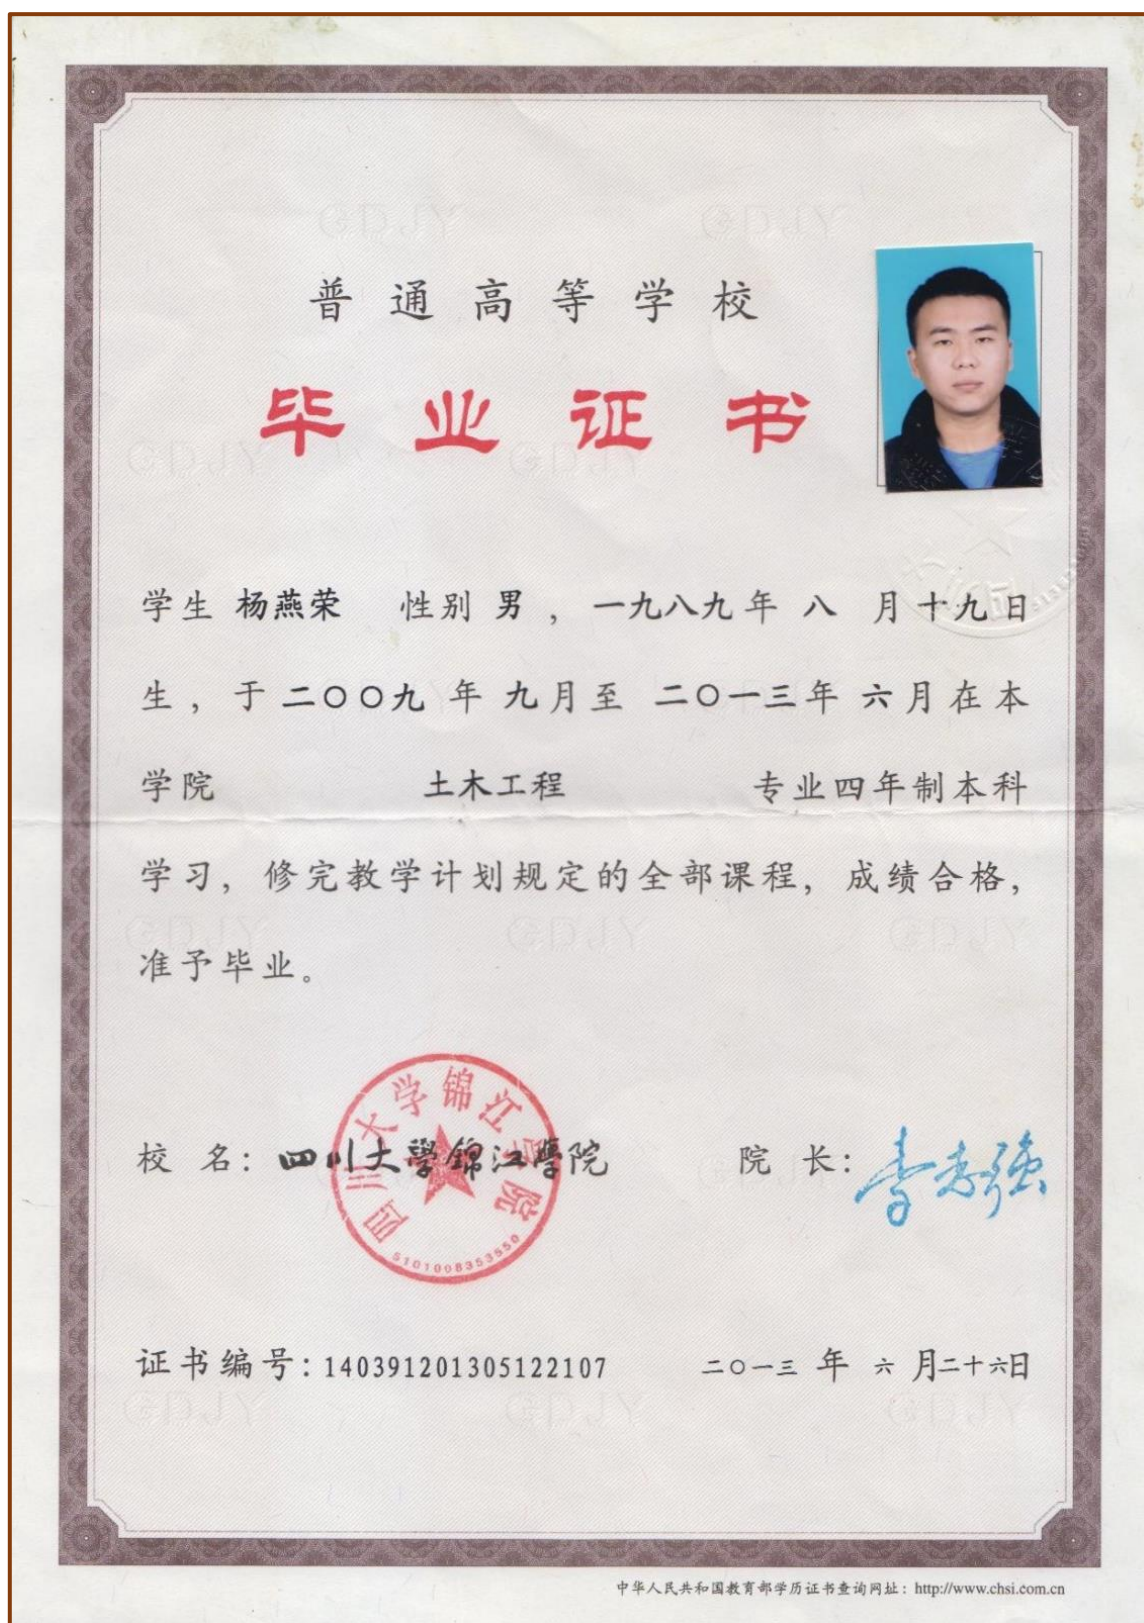 普通高等学校
毕业证书
学生 杨燕荣 性别 男 , 一九八九年 八 月十九日
生 , 于 二〇〇九 年 九月至 二〇一三年 六月在本
学院 土木工程 专业四年制本科
学习, 修完教学计划规定的全部课程, 成绩合格,
准予毕业。
四川大学锦江学院
校 名: 四川大學錦江學院 院 长:
5101008353550
证书编号: 140391201305122107 二〇一三 年 六 月二十六日
中华人民共和国教育部学历证书查询网址: http://www.chsi.com.cn